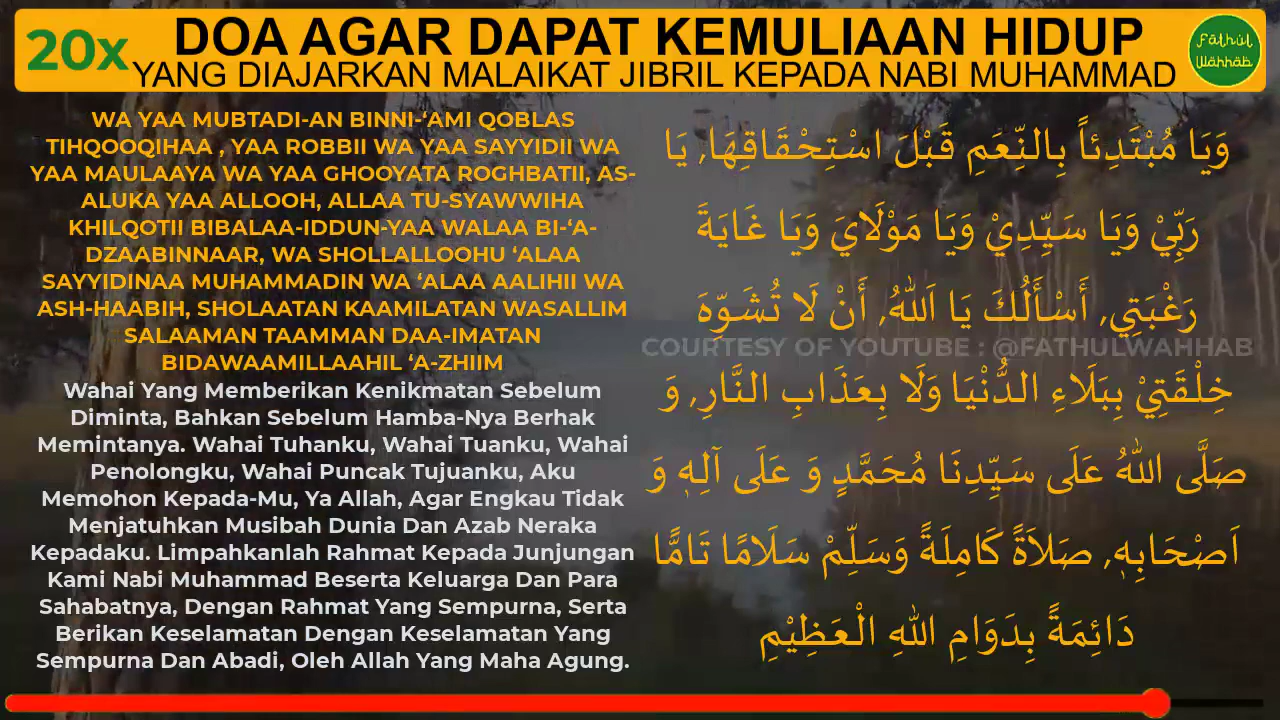 20x
DOA AGAR DAPAT KEMULIAAN HIDUP
YANG DIAJARKAN MALAIKAT JIBRIL KEPADA NABI MUHAMMAD
Fathul
Wahhab
WA YAA MUBTADI-AN BINNI-‘AMI QOBLAS
TIHQOOQIHAA , YAA ROBBII WA YAA SAYYIDII WA
YAA MAULAAYA WA YAA GHOOYATA ROGHBATII, AS-
ALUKA YAA ALLOOH, ALLAA TU-SYAWWIHA
KHILQOTII BIBALAA-IDDUN-YAA WALAA BI-‘A-
DZAABINNAAR, WA SHOLLALLOOHU ‘ALAA
SAYYIDINAA MUHAMMADIN WA ‘ALAA AALIHII WA
ASH-HAABIH, SHOLAATAN KAAMILATAN WASALLIM
SALAAMAN TAAMMAN DAA-IMATAN
BIDAWAAMILLAAHIL ‘A-ZHIIM
Wahai Yang Memberikan Kenikmatan Sebelum
Diminta, Bahkan Sebelum Hamba-Nya Berhak
Memintanya. Wahai Tuhanku, Wahai Tuanku, Wahai
Penolongku, Wahai Puncak Tujuanku, Aku
Memohon Kepada-Mu, Ya Allah, Agar Engkau Tidak
Menjatuhkan Musibah Dunia Dan Azab Neraka
Kepadaku. Limpahkanlah Rahmat Kepada Junjungan
Kami Nabi Muhammad Beserta Keluarga Dan Para
Sahabatnya, Dengan Rahmat Yang Sempurna, Serta
Berikan Keselamatan Dengan Keselamatan Yang
Sempurna Dan Abadi, Oleh Allah Yang Maha Agung.
وَيَا مُبْتَدِئاً بِالنِّعَمِ قَبْلَ اسْتِحْقَاقِهَا, يَا
رَبِّيْ وَيَا سَيِّدِيْ وَيَا مَوْلَايَ وَيَا غَايَةَ
رَغْبَتِي, أَسْأَلُكَ يَا اَللهُ, أَنْ لَا تُشَوِّهَ
COURTESY OF YOUTUBE : @FATHULWAHHAB
خِلْقَتِيْ بِبَلَاءِ الدُّنْيَا وَلَا بِعَذَابِ النَّارِ, وَ
صَلَّى اللهُ عَلَى سَيِّدِنَا مُحَمَّدٍ وَ عَلَى آلِهٖ وَ
اَصْحَابِهٖ, صَلاَةً كَامِلَةً وَسَلِّمْ سَلَامًا تَامًّا
دَائِمَةً بِدَوَامِ اللهِ الْعَظِيْمِ